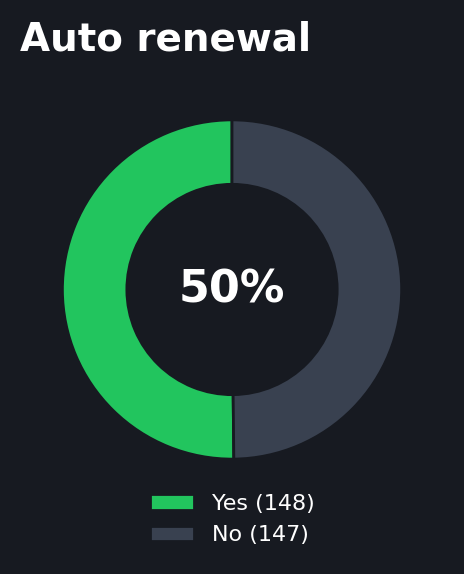 Auto renewal
50%
Yes (148)
No (147)